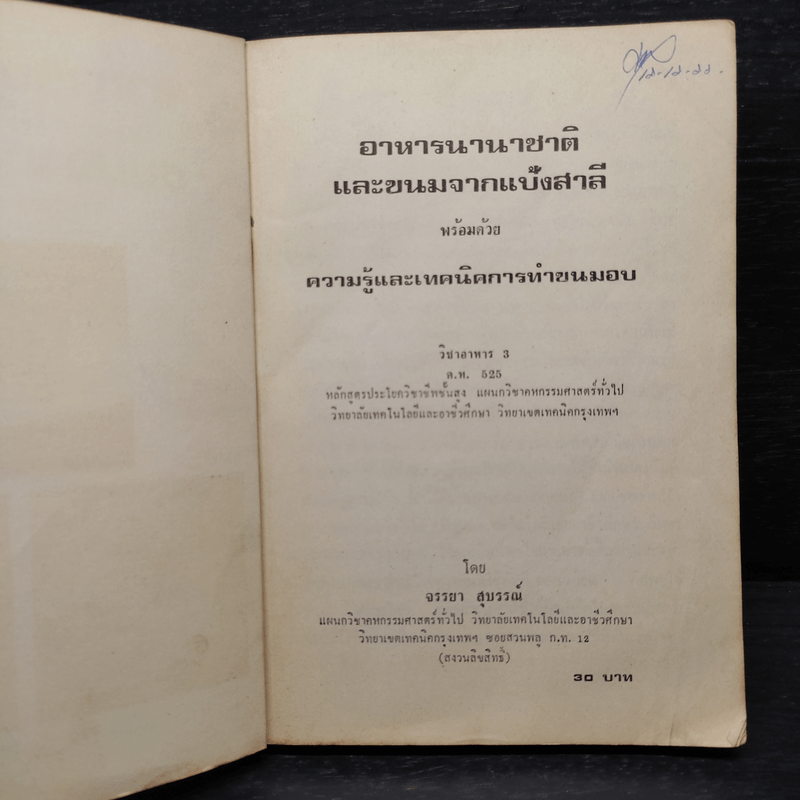 ๑๒-๑๒-๒๒.
อาหารนานาชาติ
และขนมจากแป้งสาลี
พร้อมด้วย
ความรู้และเทคนิคการทำขนมอบ
วิชาอาหาร 3
ค.ห. 525
หลักสูตรประโยควิชาชีพชั้นสูง แผนกวิชาคหกรรมศาสตร์ทั่วไป
วิทยาลัยเทคโนโลยีและอาชีวศึกษา วิทยาเขตเทคนิคกรุงเทพฯ
โดย
จรรยา สุบรรณ์
แผนกวิชาคหกรรมศาสตร์ทั่วไป วิทยาลัยเทคโนโลยีและอาชีวศึกษา
วิทยาเขตเทคนิคกรุงเทพฯ ซอยสวนพลู ก.ท. 12
(สงวนลิขสิทธิ์)
30 บาท